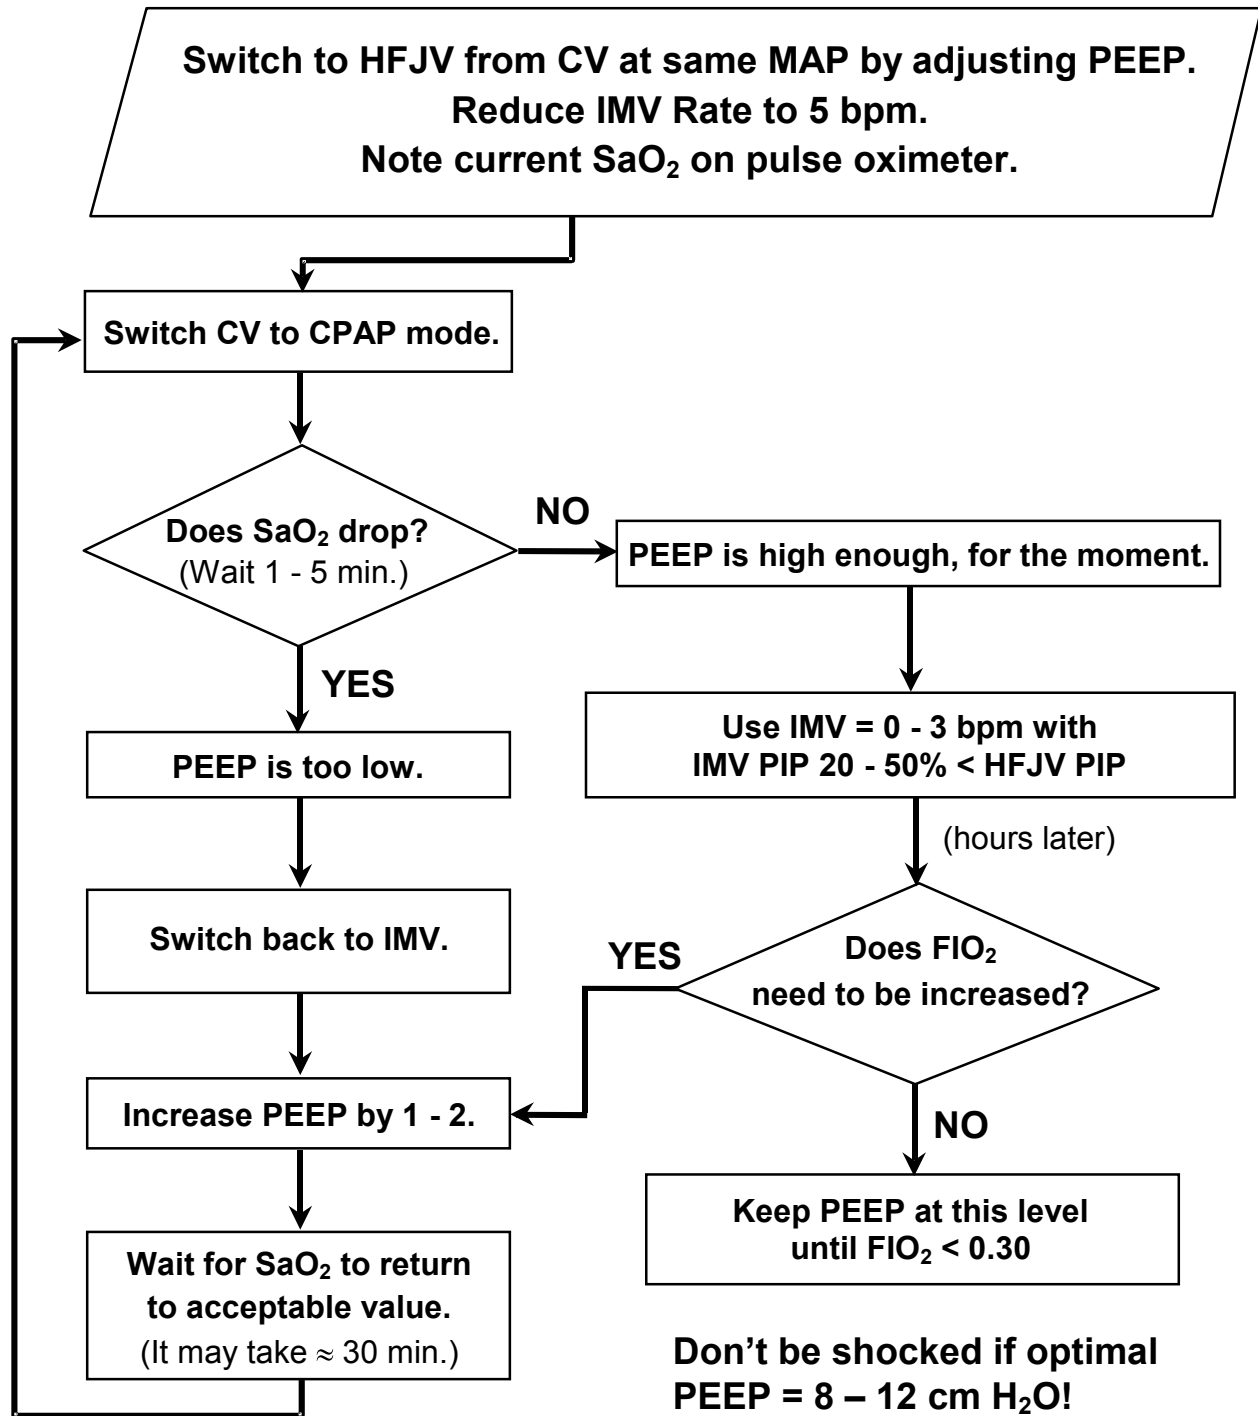 Switch to HFJV from CV at same MAP by adjusting PEEP.
Reduce IMV Rate to 5 bpm.
Note current SaO₂ on pulse oximeter.
Switch CV to CPAP mode.
Does SaO₂ drop?
(Wait 1 - 5 min.)
NO
PEEP is high enough, for the moment.
YES
PEEP is too low.
Use IMV = 0 - 3 bpm with
IMV PIP 20 - 50% < HFJV PIP
(hours later)
Switch back to IMV.
Does FIO₂
need to be increased?
YES
Increase PEEP by 1 - 2.
NO
Keep PEEP at this level
until FIO₂ < 0.30
Wait for SaO₂ to return
to acceptable value.
(It may take ≈ 30 min.)
Don't be shocked if optimal
PEEP = 8 – 12 cm H₂O!